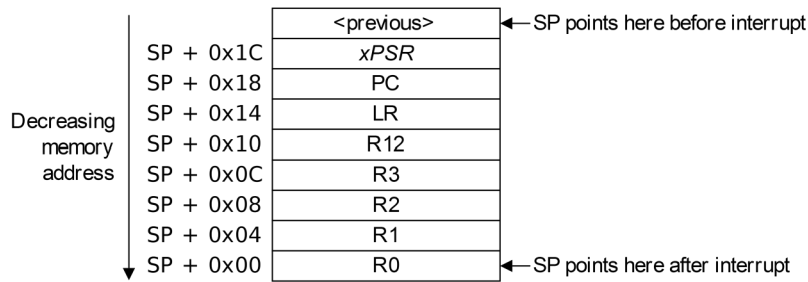 <previous> SP points here before interrupt
SP + 0x1C xPSR
SP + 0x18 PC
SP + 0x14 LR
Decreasing
memory
address
SP + 0x10 R12
SP + 0x0C R3
SP + 0x08 R2
SP + 0x04 R1
SP + 0x00 R0 SP points here after interrupt